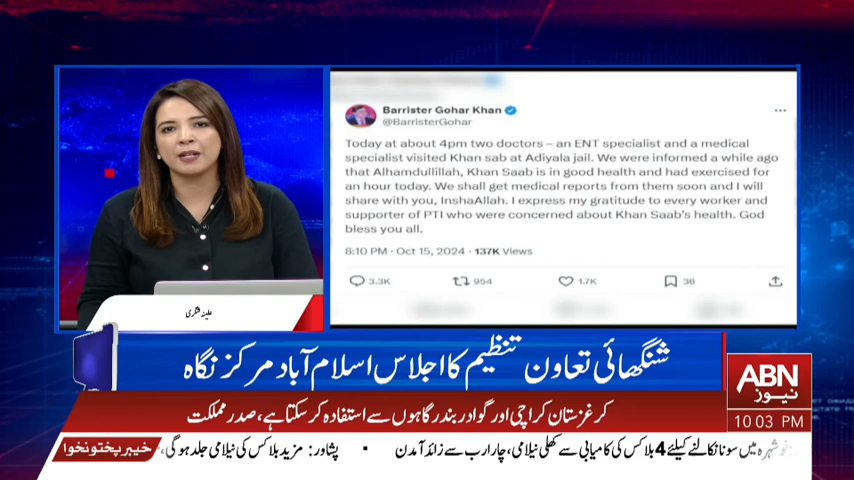 Barrister Gohar Khan
@BarristerGohar
Today at about 4pm two doctors – an ENT specialist and a medical
specialist visited Khan sab at Adiyala jail. We were informed a while ago
that Alhamdullillah, Khan Saab is in good health and had exercised for
an hour today. We shall get medical reports from them soon and I will
share with you, InshaAllah. I express my gratitude to every worker and
supporter of PTI who were concerned about Khan Saab's health. God
bless you all.
8:10 PM · Oct 15, 2024 · 137K Views
3.3K 954 1.7K 36
علینہ شگری
شنگھائی تعاون تنظیم کا اجلاس اسلام آباد مرکز نگاہ
ABN
نیوز
کرغزستان کراچی اور گوادر بندرگاہوں سے استفادہ کر سکتا ہے، صدر مملکت
10 03 PM
خیبر پختونخوا
نوشہرہ میں سونا نکالنے کیلئے 4 بلاکس کی کامیابی سے کھلی نیلامی، چار ارب سے زائد آمدن • پشاور: مزید بلاکس کی نیلامی جلد ہوگی،